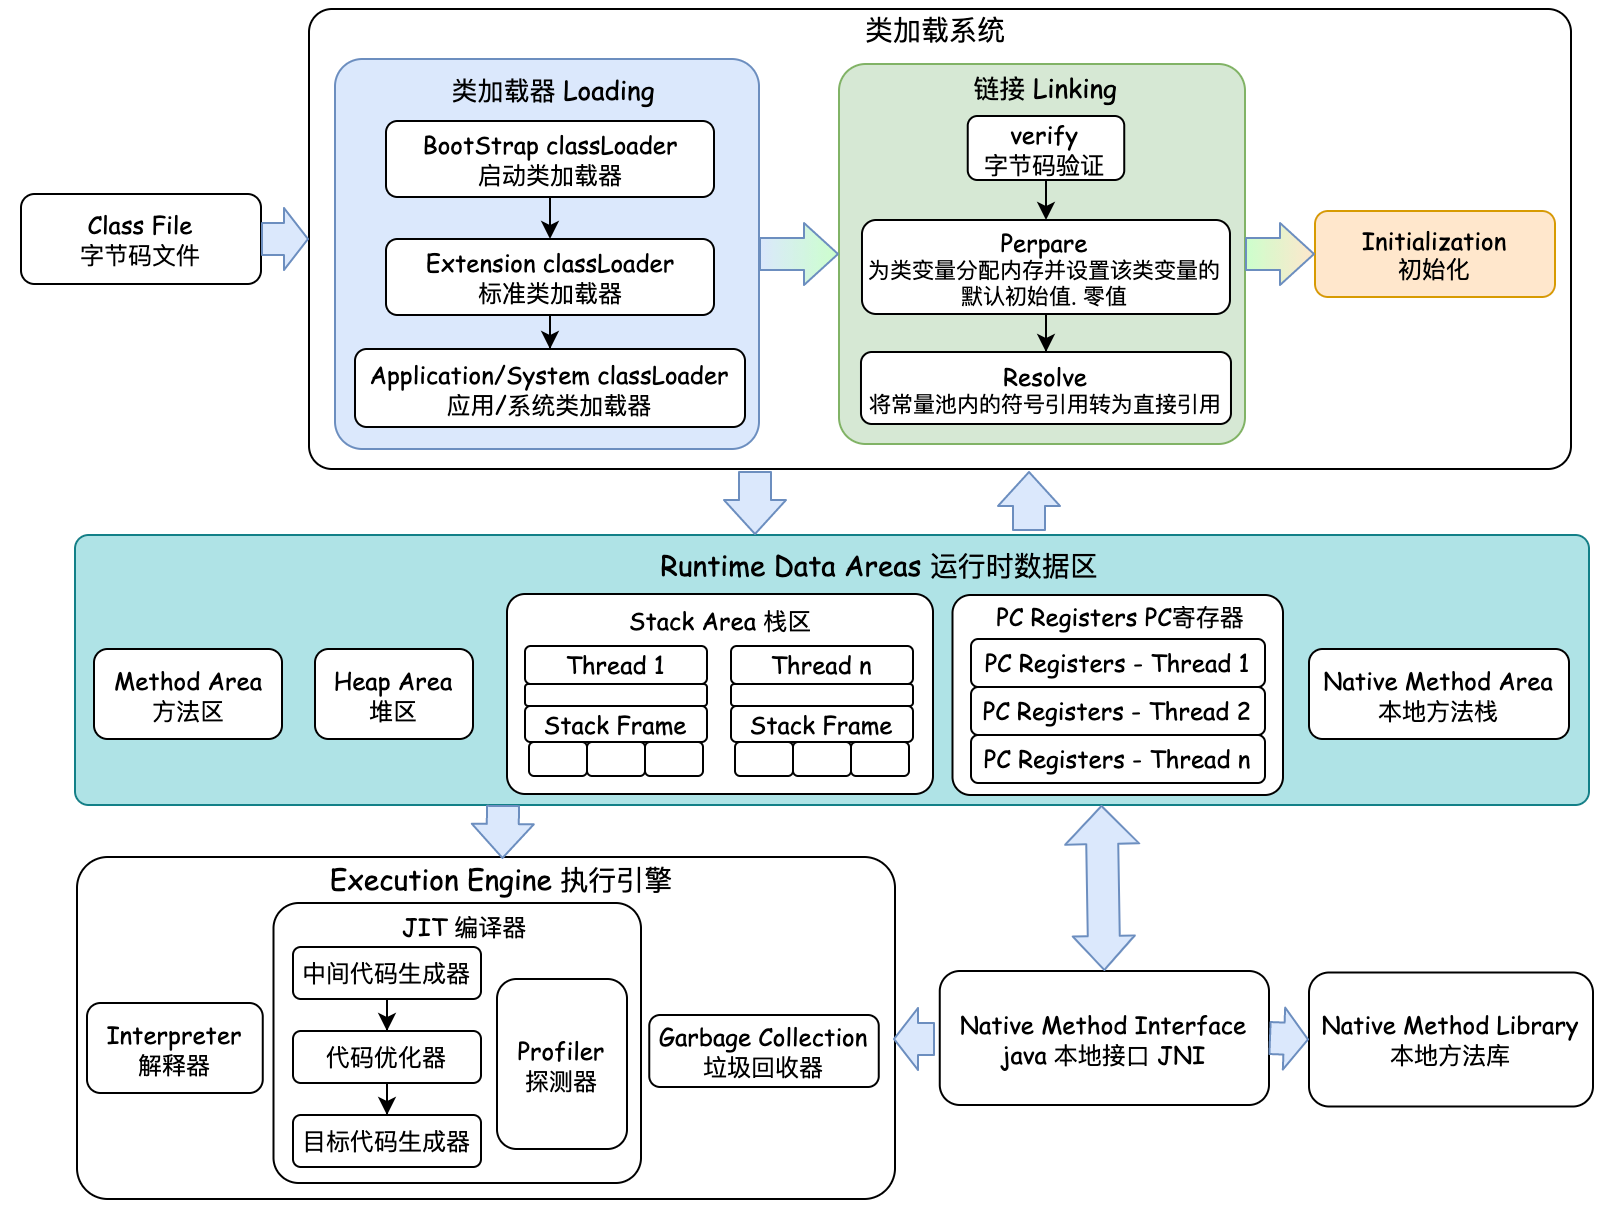 类加载系统
类加载器 Loading
BootStrap classLoader
启动类加载器
Extension classLoader
标准类加载器
Application/System classLoader
应用/系统类加载器
链接 Linking
verify
字节码验证
Perpare
为类变量分配内存并设置该类变量的
默认初始值. 零值
Resolve
将常量池内的符号引用转为直接引用
Class File
字节码文件
Initialization
初始化
Runtime Data Areas 运行时数据区
Method Area
方法区
Heap Area
堆区
Stack Area 栈区
Thread 1
Stack Frame
Thread n
Stack Frame
PC Registers PC寄存器
PC Registers - Thread 1
PC Registers - Thread 2
PC Registers - Thread n
Native Method Area
本地方法栈
Execution Engine 执行引擎
Interpreter
解释器
JIT 编译器
中间代码生成器
代码优化器
目标代码生成器
Profiler
探测器
Garbage Collection
垃圾回收器
Native Method Interface
java 本地接口 JNI
Native Method Library
本地方法库